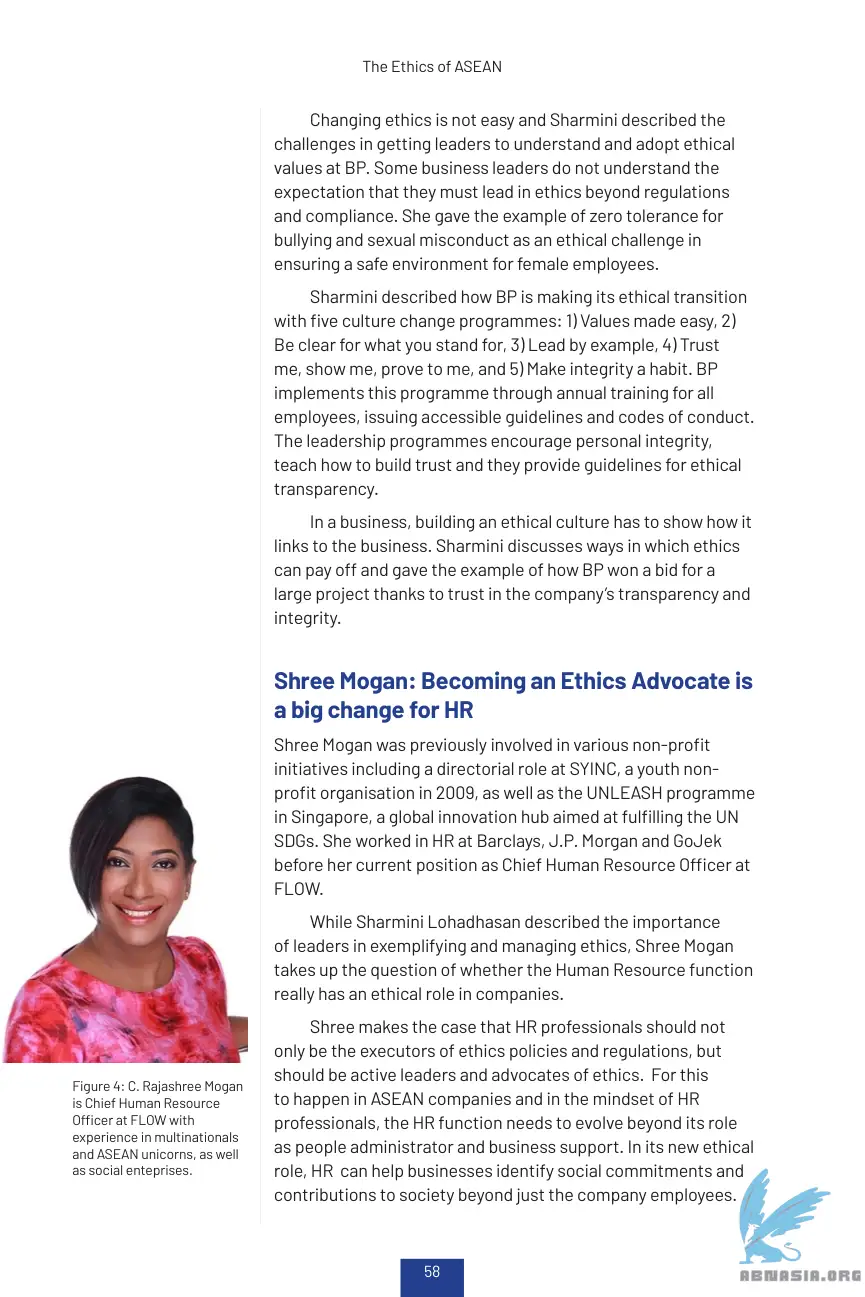 The Ethics of ASEAN
Changing ethics is not easy and Sharmini described the
challenges in getting leaders to understand and adopt ethical
values at BP. Some business leaders do not understand the
expectation that they must lead in ethics beyond regulations
and compliance. She gave the example of zero tolerance for
bullying and sexual misconduct as an ethical challenge in
ensuring a safe environment for female employees.
Sharmini described how BP is making its ethical transition
with five culture change programmes: 1) Values made easy, 2)
Be clear for what you stand for, 3) Lead by example, 4) Trust
me, show me, prove to me, and 5) Make integrity a habit. BP
implements this programme through annual training for all
employees, issuing accessible guidelines and codes of conduct.
The leadership programmes encourage personal integrity,
teach how to build trust and they provide guidelines for ethical
transparency.
In a business, building an ethical culture has to show how it
links to the business. Sharmini discusses ways in which ethics
can pay off and gave the example of how BP won a bid for a
large project thanks to trust in the company’s transparency and
integrity.
Shree Mogan: Becoming an Ethics Advocate is
a big change for HR
Shree Mogan was previously involved in various non-profit
initiatives including a directorial role at SYINC, a youth non-
profit organisation in 2009, as well as the UNLEASH programme
in Singapore, a global innovation hub aimed at fulfilling the UN
SDGs. She worked in HR at Barclays, J.P. Morgan and GoJek
before her current position as Chief Human Resource Officer at
FLOW.
While Sharmini Lohadhasan described the importance
of leaders in exemplifying and managing ethics, Shree Mogan
takes up the question of whether the Human Resource function
really has an ethical role in companies.
Shree makes the case that HR professionals should not
only be the executors of ethics policies and regulations, but
should be active leaders and advocates of ethics.  For this
to happen in ASEAN companies and in the mindset of HR
professionals, the HR function needs to evolve beyond its role
as people administrator and business support. In its new ethical
role, HR  can help businesses identify social commitments and
contributions to society beyond just the company employees.
Figure 4: C. Rajashree Mogan
is Chief Human Resource
Officer at FLOW with
experience in multinationals
and ASEAN unicorns, as well
as social enteprises.
58
ABNASIA.ORG